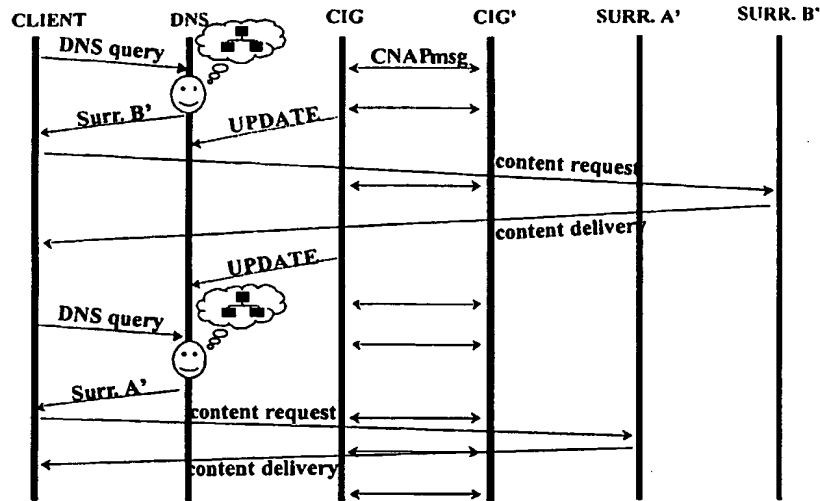 CLIENT DNS CIG CIG' SURR. A' SURR. B'
DNS query
CNAPmsg
Surr. B'
UPDATE
content request
content delivery
UPDATE
DNS query
Surr. A'
content request
content delivery